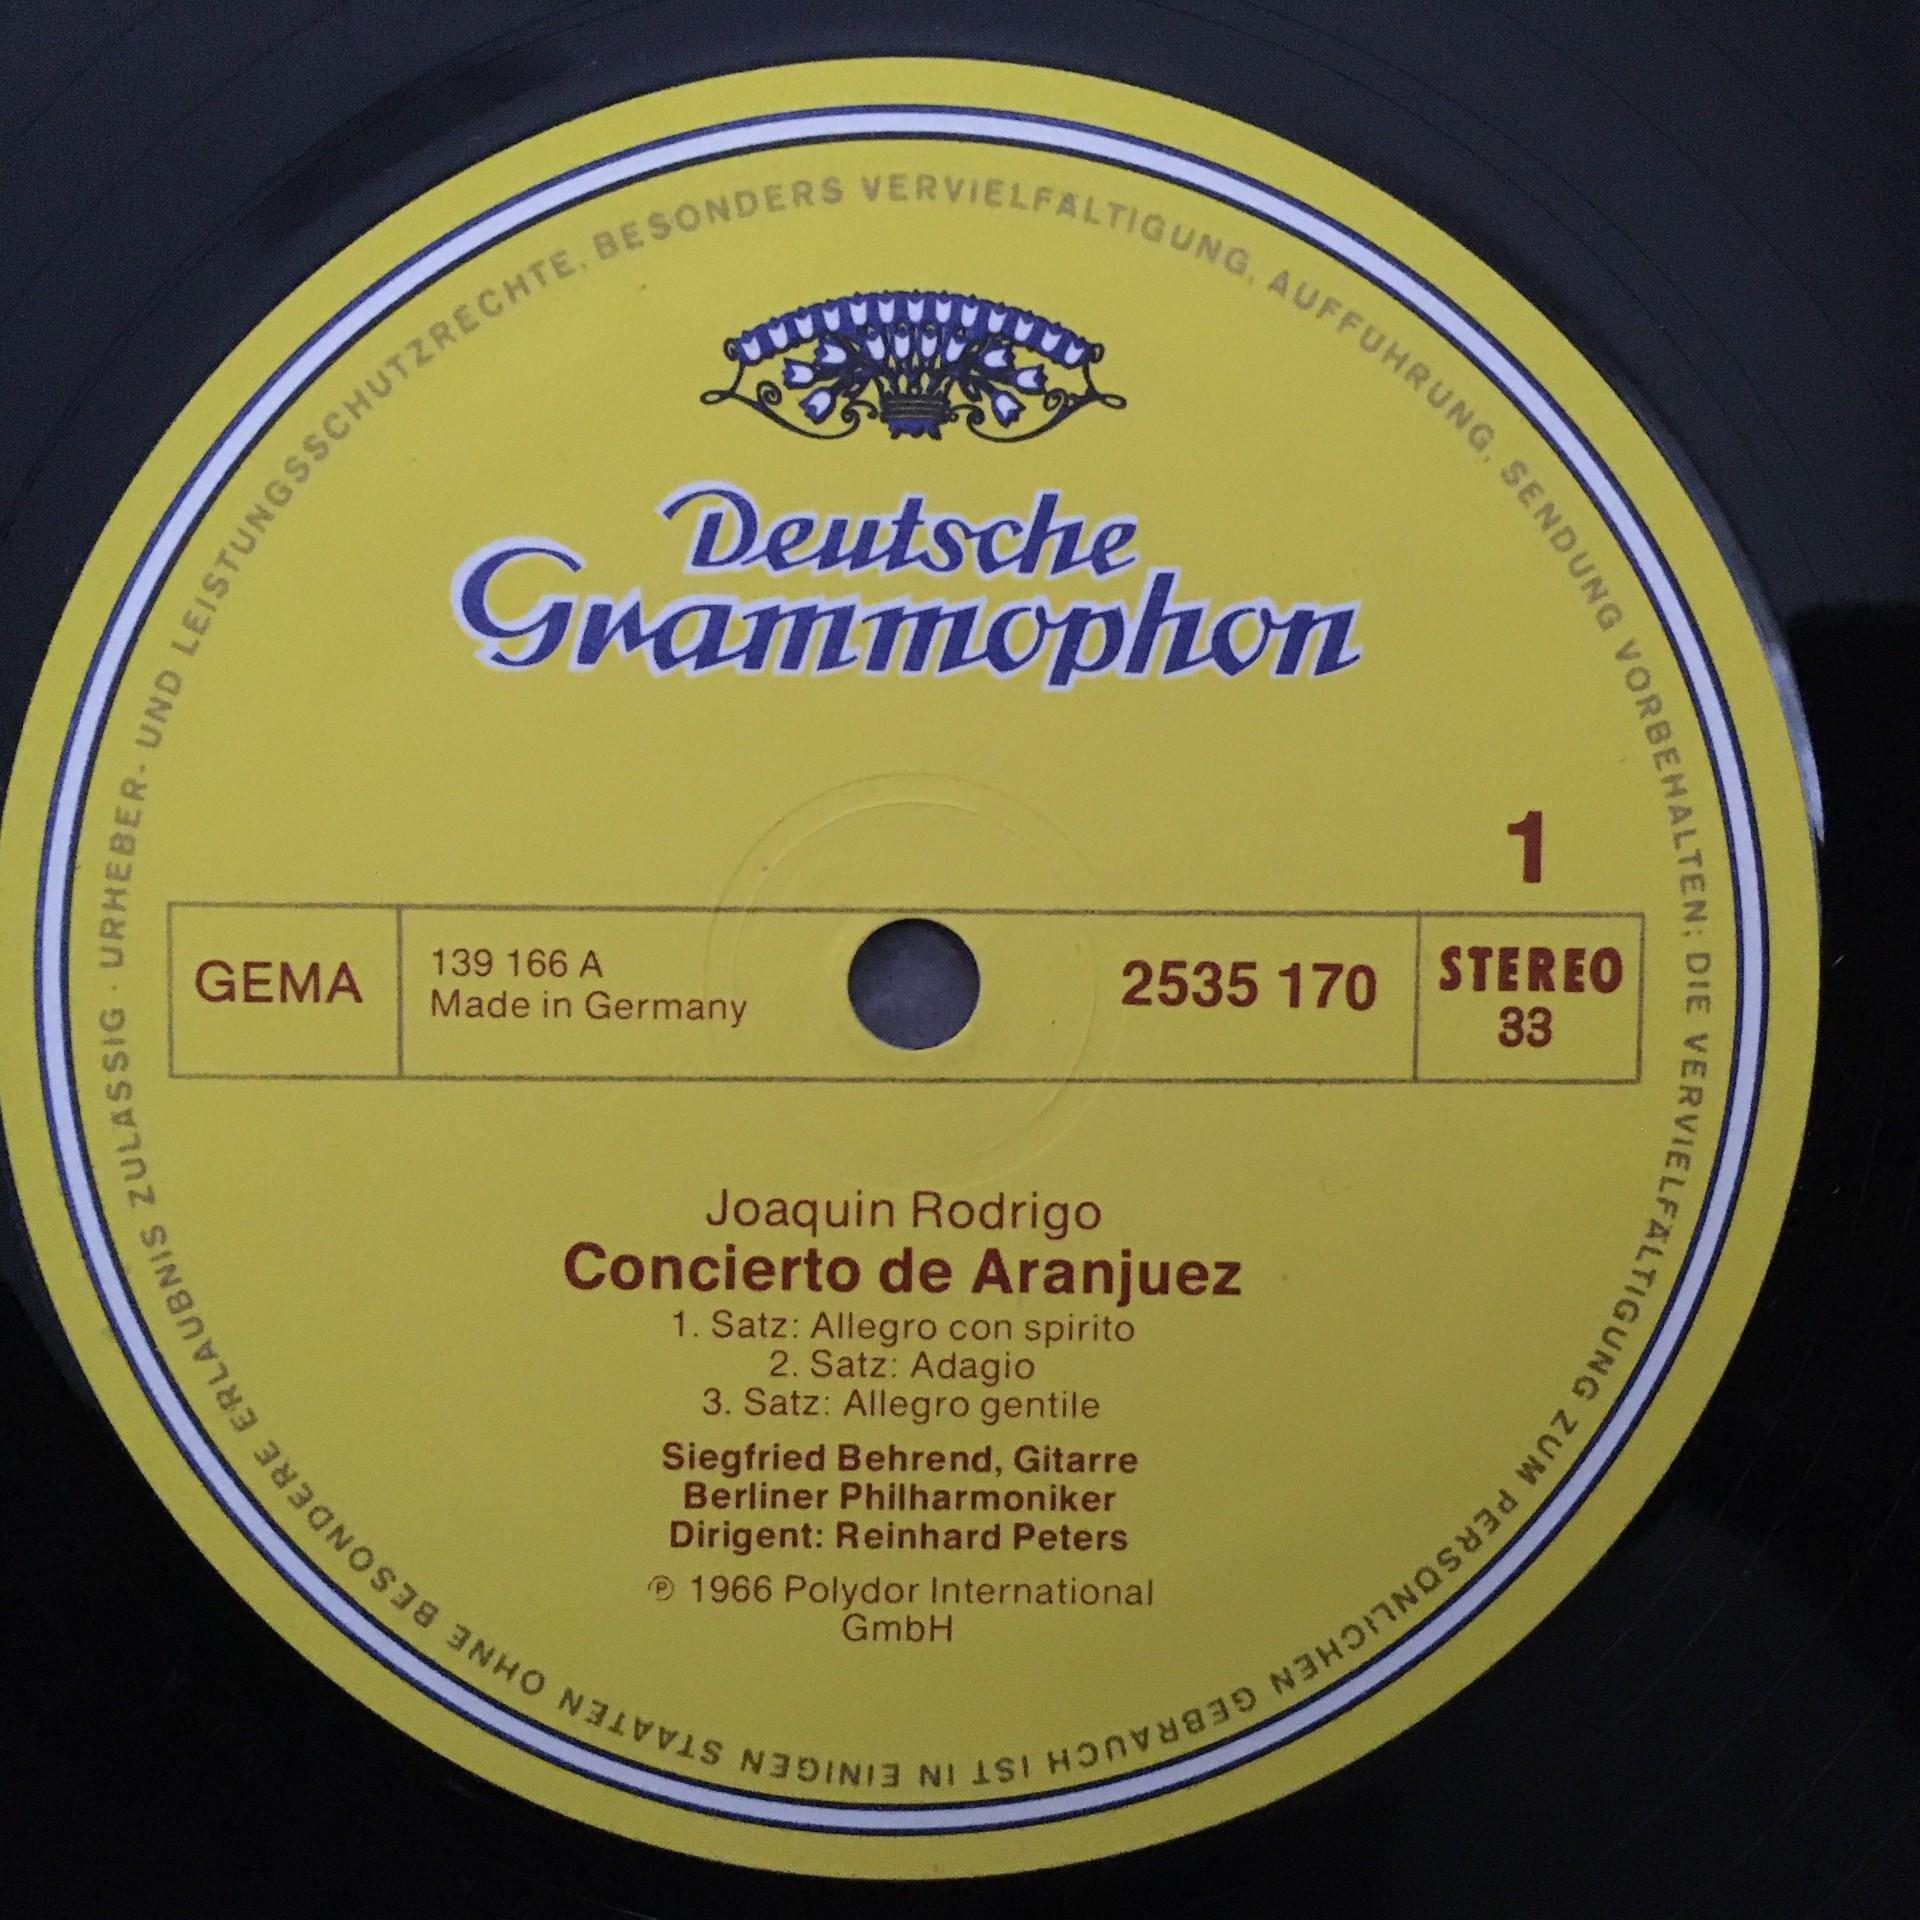 Deutsche
Grammophon
1
GEMA
139 166 A
Made in Germany
2535 170
STEREO
33
Joaquin Rodrigo
Concierto de Aranjuez
1. Satz: Allegro con spirito
2. Satz: Adagio
3. Satz: Allegro gentile
Siegfried Behrend, Gitarre
Berliner Philharmoniker
Dirigent: Reinhard Peters
℗ 1966 Polydor International
GmbH
URHEBER- UND LEISTUNGSSCHUTZRECHTE, BESONDERS VERVIELFÄLTIGUNG, AUFFÜHRUNG, SENDUNG VORBEHALTEN; DIE VERVIELFÄLTIGUNG ZUM PERSÖNLICHEN GEBRAUCH IST IN EINIGEN STAATEN OHNE BESONDERE ERLAUBNIS ZULÄSSIG ·